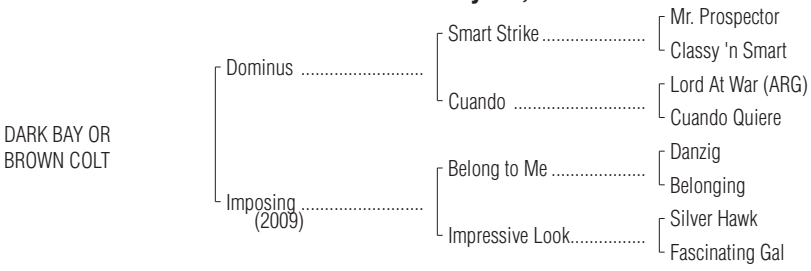 Mr. Prospector
Smart Strike ......................
Classy 'n Smart
Dominus ..........................
Lord At War (ARG)
Cuando ............................
Cuando Quiere
DARK BAY OR
BROWN COLT
Danzig
Belong to Me ....................
Belonging
Imposing ..........................
(2009)
Silver Hawk
Impressive Look................
Fascinating Gal